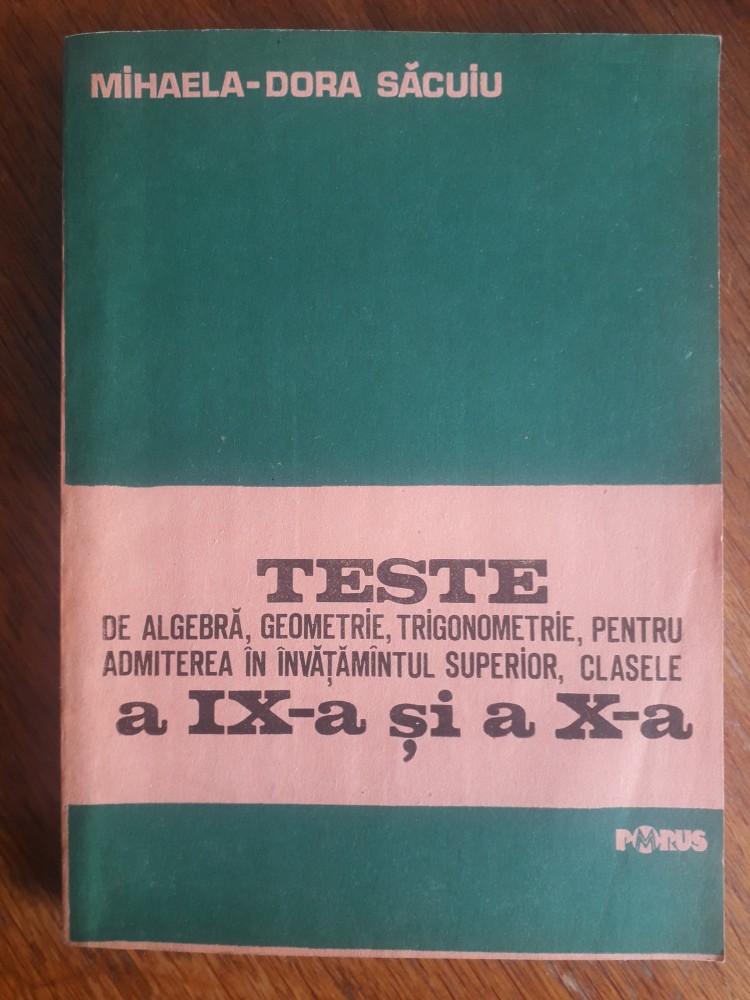 MIHAELA-DORA SĂCUIU
TESTE
DE ALGEBRĂ, GEOMETRIE, TRIGONOMETRIE, PENTRU
ADMITEREA ÎN ÎNVĂȚĂMÎNTUL SUPERIOR, CLASELE
a IX-a și a X-a
PORUS